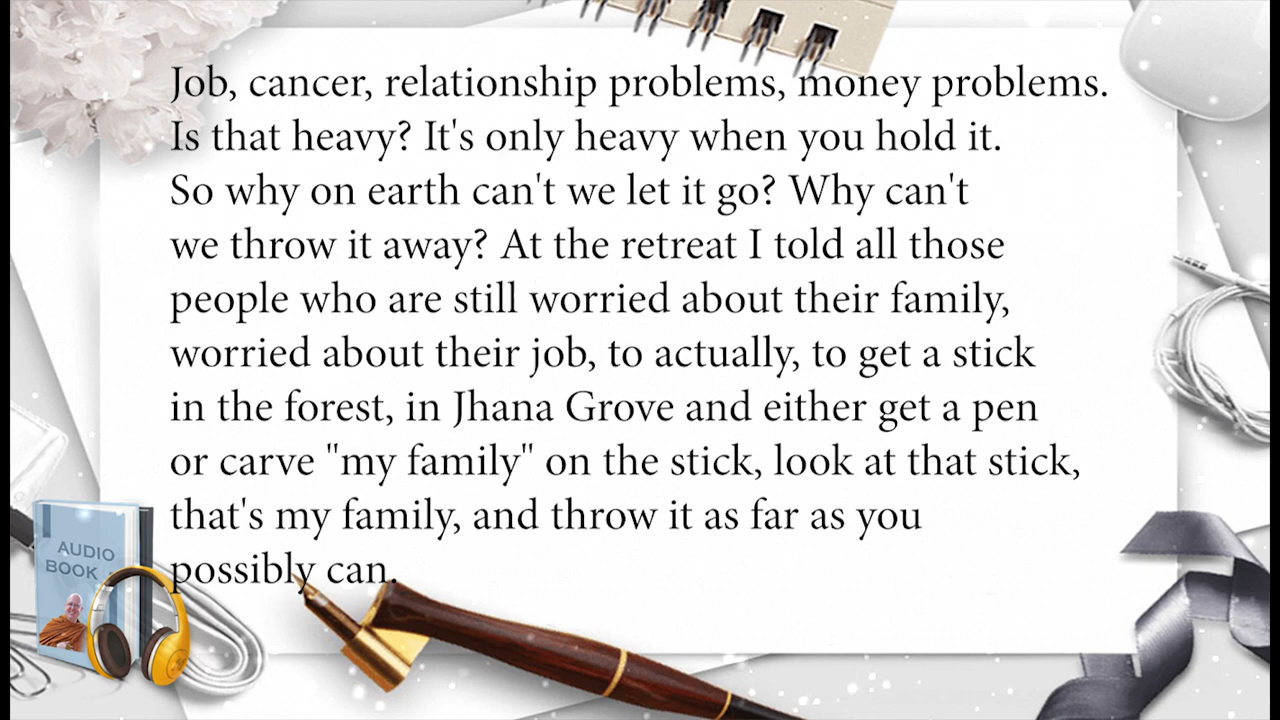 Job, cancer, relationship problems, money problems.
Is that heavy? It's only heavy when you hold it.
So why on earth can't we let it go? Why can't
we throw it away? At the retreat I told all those
people who are still worried about their family,
worried about their job, to actually, to get a stick
in the forest, in Jhana Grove and either get a pen
or carve "my family" on the stick, look at that stick,
that's my family, and throw it as far as you
possibly can.
AUDIO
BOOK